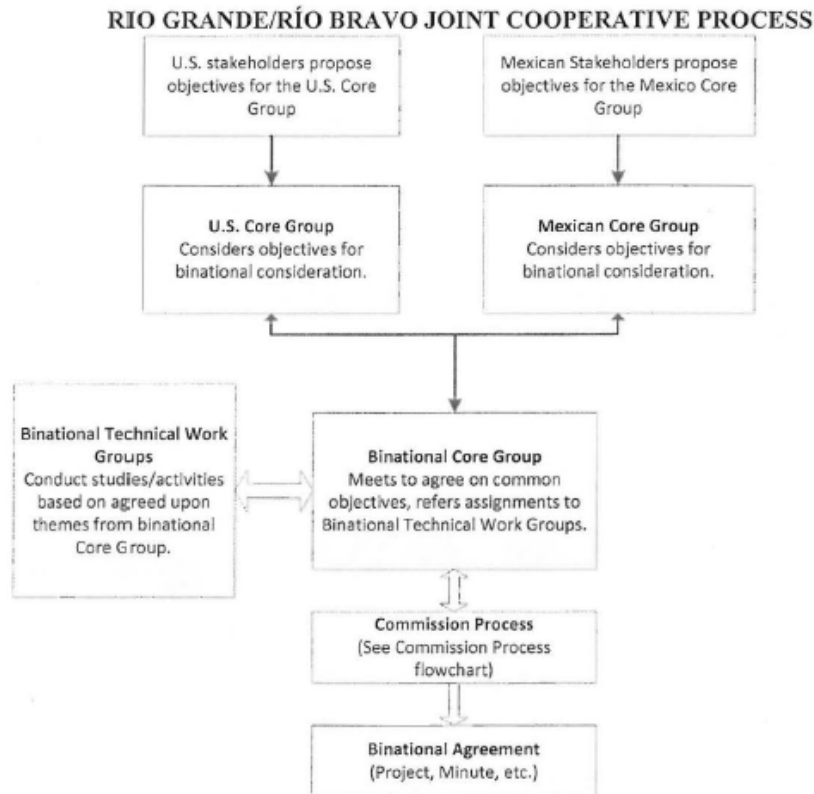 RIO GRANDE/RÍO BRAVO JOINT COOPERATIVE PROCESS
U.S. stakeholders propose
objectives for the U.S. Core
Group
Mexican Stakeholders propose
objectives for the Mexico Core
Group
U.S. Core Group
Considers objectives for
binational consideration.
Mexican Core Group
Considers objectives for
binational consideration.
Binational Technical Work
Groups
Conduct studies/activities
based on agreed upon
themes from binational
Core Group.
Binational Core Group
Meets to agree on common
objectives, refers assignments to
Binational Technical Work Groups.
Commission Process
(See Commission Process
flowchart)
Binational Agreement
(Project, Minute, etc.)